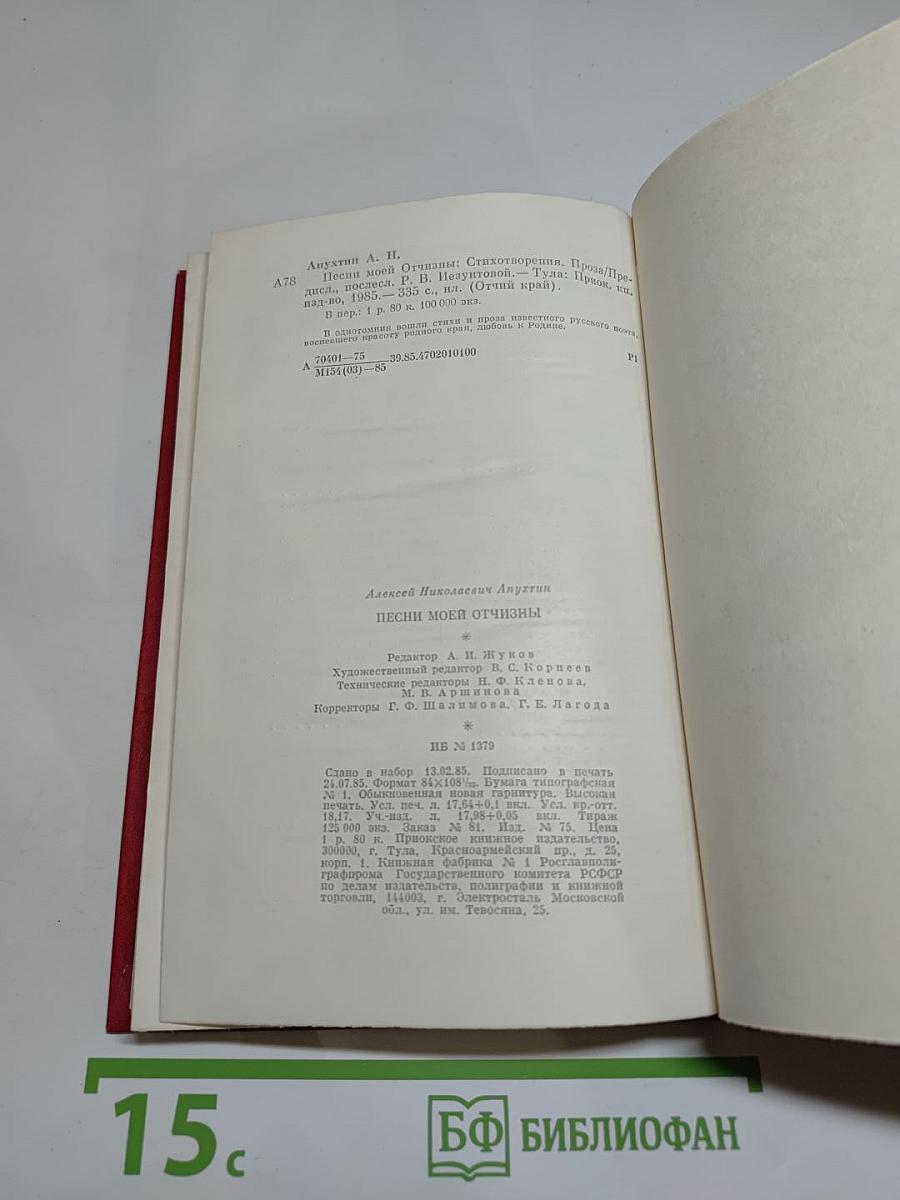 Апухтин А. Н.
А78 Песни моей Отчизны: Стихотворения. Проза/Пре-
дисл., послесл. Р. В. Иезуитовой.— Тула: Приок. кн.
изд-во, 1985.— 335 с., ил. (Отчий край).
В пер.: 1 р. 80 к. 100 000 экз.
В однотомник вошли стихи и проза известного русского поэта,
воспевшего красоту родного края, любовь к Родине.
А 70401—75
М154(03)—85 39.85.4702010100 Р1
Алексей Николаевич Апухтин
ПЕСНИ МОЕЙ ОТЧИЗНЫ
Редактор А. И. Жуков
Художественный редактор В. С. Корнеев
Технические редакторы Н. Ф. Кленова,
М. В. Аршинова
Корректоры Г. Ф. Шалимова, Г. Е. Лагода
ИБ № 1379
Сдано в набор 13.02.85. Подписано в печать
24.07.85. Формат 84×108¹/₃₂. Бумага типографская
№ 1. Обыкновенная новая гарнитура. Высокая
печать. Усл. печ. л. 17,64+0,1 вкл. Усл. кр.-отт.
18,17. Уч.-изд. л. 17,98+0,05 вкл. Тираж
125 000 экз. Заказ № 81. Изд. № 75. Цена
1 р. 80 к. Приокское книжное издательство,
300000, г. Тула, Красноармейский пр., д. 25,
корп. 1. Книжная фабрика № 1 Росглавполи-
графпрома Государственного комитета РСФСР
по делам издательств, полиграфии и книжной
торговли, 144003, г. Электросталь Московской
обл., ул. им. Тевосяна, 25.
15 с
БФ БИБЛИОФАН